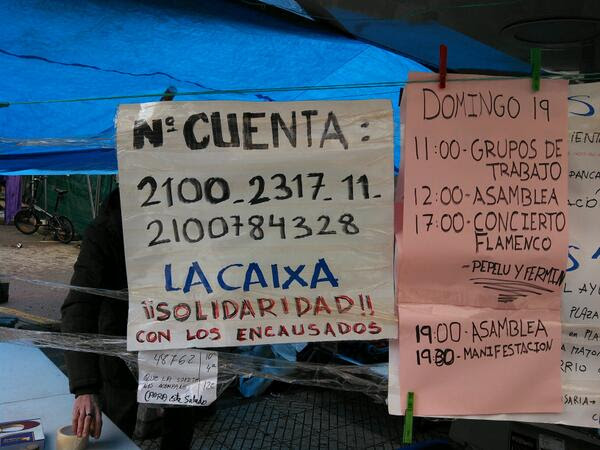 Nº CUENTA:
2100_2317_11_
2100784328
LA CAIXA
¡¡SOLIDARIDAD!!
CON LOS ENCAUSADOS
48762
DOMINGO 19
11:00-GRUPOS DE
TRABAJO
12:00-ASAMBLEA
17:00-CONCIERTO
FLAMENCO
-PEPELU Y FERMIN
19:00-ASAMBLEA
19:30-MANIFESTACION
PLAZA